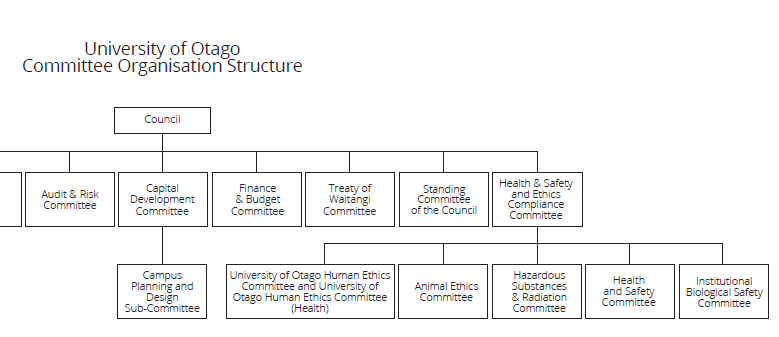 University of Otago
Committee Organisation Structure
Council
Audit & Risk
Committee
Capital
Development
Committee
Finance
& Budget
Committee
Treaty of
Waitangi
Committee
Standing
Committee
of the Council
Health & Safety
and Ethics
Compliance
Committee
Campus
Planning and
Design
Sub-Committee
University of Otago Human Ethics
Committee and University of
Otago Human Ethics Committee
(Health)
Animal Ethics
Committee
Hazardous
Substances
& Radiation
Committee
Health
and Safety
Committee
Institutional
Biological Safety
Committee